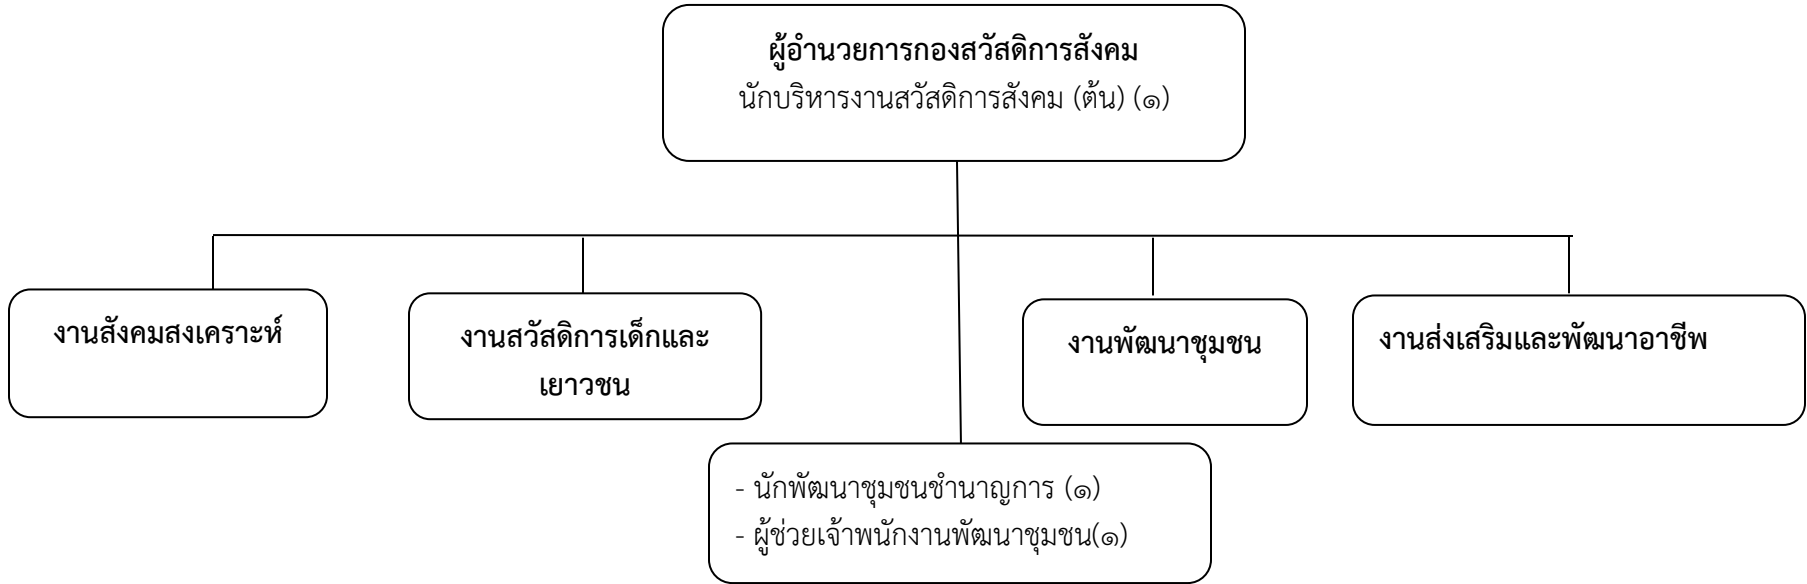 ผู้อำนวยการกองสวัสดิการสังคม
นักบริหารงานสวัสดิการสังคม (ต้น) (๑)
งานสังคมสงเคราะห์
งานสวัสดิการเด็กและ
เยาวชน
งานพัฒนาชุมชน
งานส่งเสริมและพัฒนาอาชีพ
- นักพัฒนาชุมชนชำนาญการ (๑)
- ผู้ช่วยเจ้าพนักงานพัฒนาชุมชน(๑)